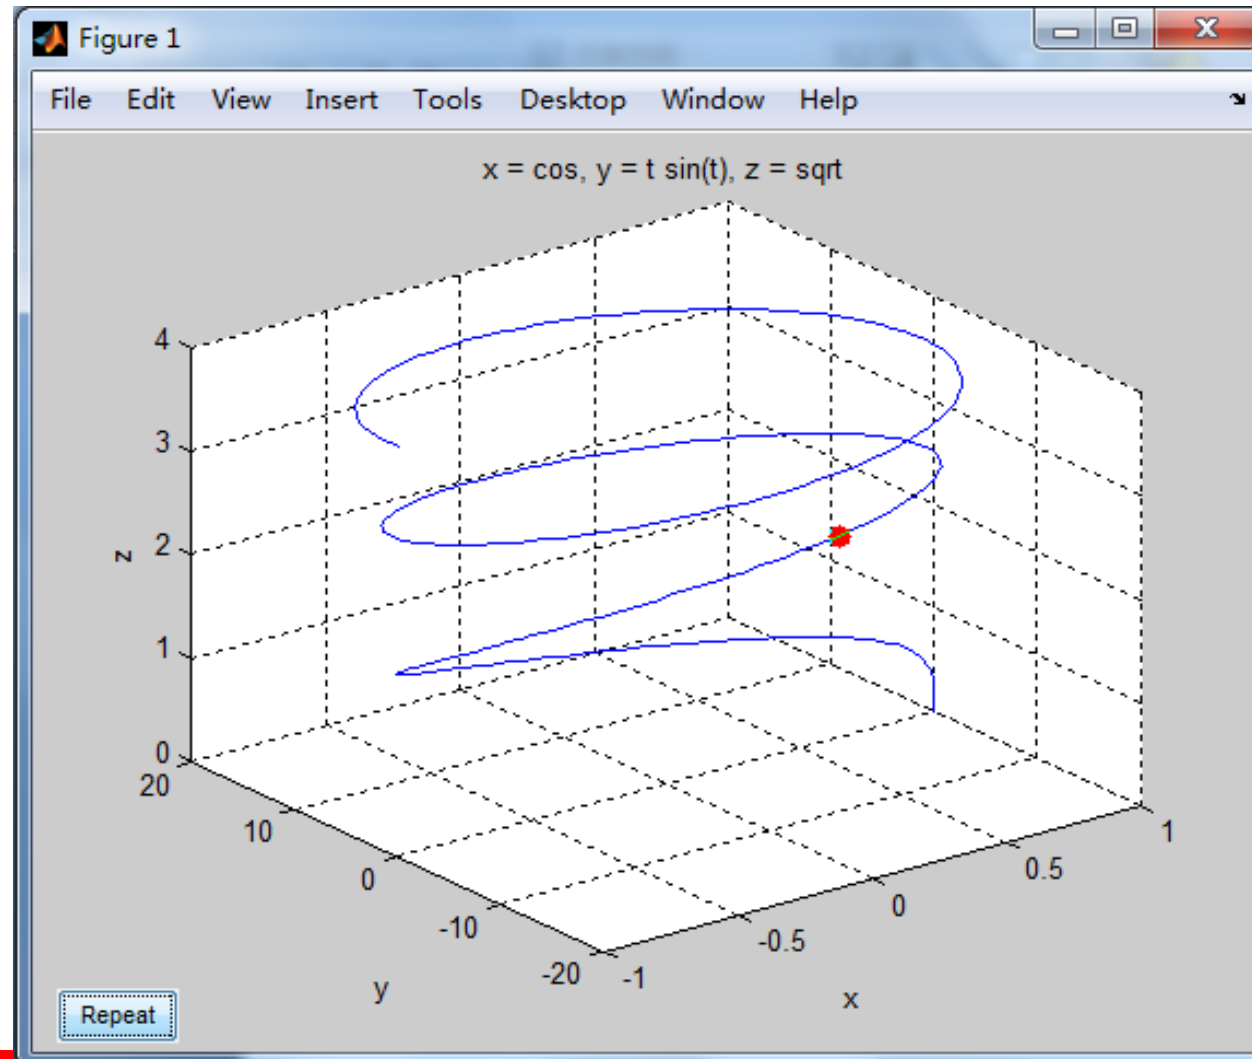 Figure 1
File Edit View Insert Tools Desktop Window Help
x = cos, y = t sin(t), z = sqrt
4
3
2
1
0
z
20
10
0
-10
-20
y
-1
-0.5
0
0.5
1
x
Repeat